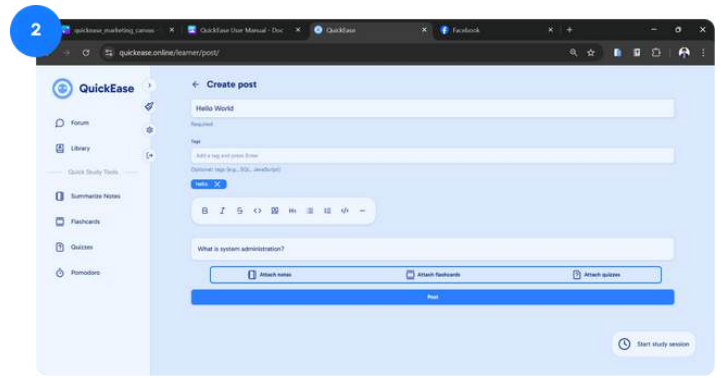 2
quickease_marketing_canvas
QuickEase User Manual - Doc
QuickEase
Facebook
quickease.online/learner/post/
QuickEase
Forum
Library
Quick Study Tools
Summarize Notes
Flashcards
Quizzes
Pomodoro
← Create post
Hello World
Required
Tags
Add a tag and press Enter
Optional tags (e.g., SQL, JavaScript)
hello ×
B I S <> H1 </> –
What is system administration?
Attach notes
Attach flashcards
Attach quizzes
Post
Start study session